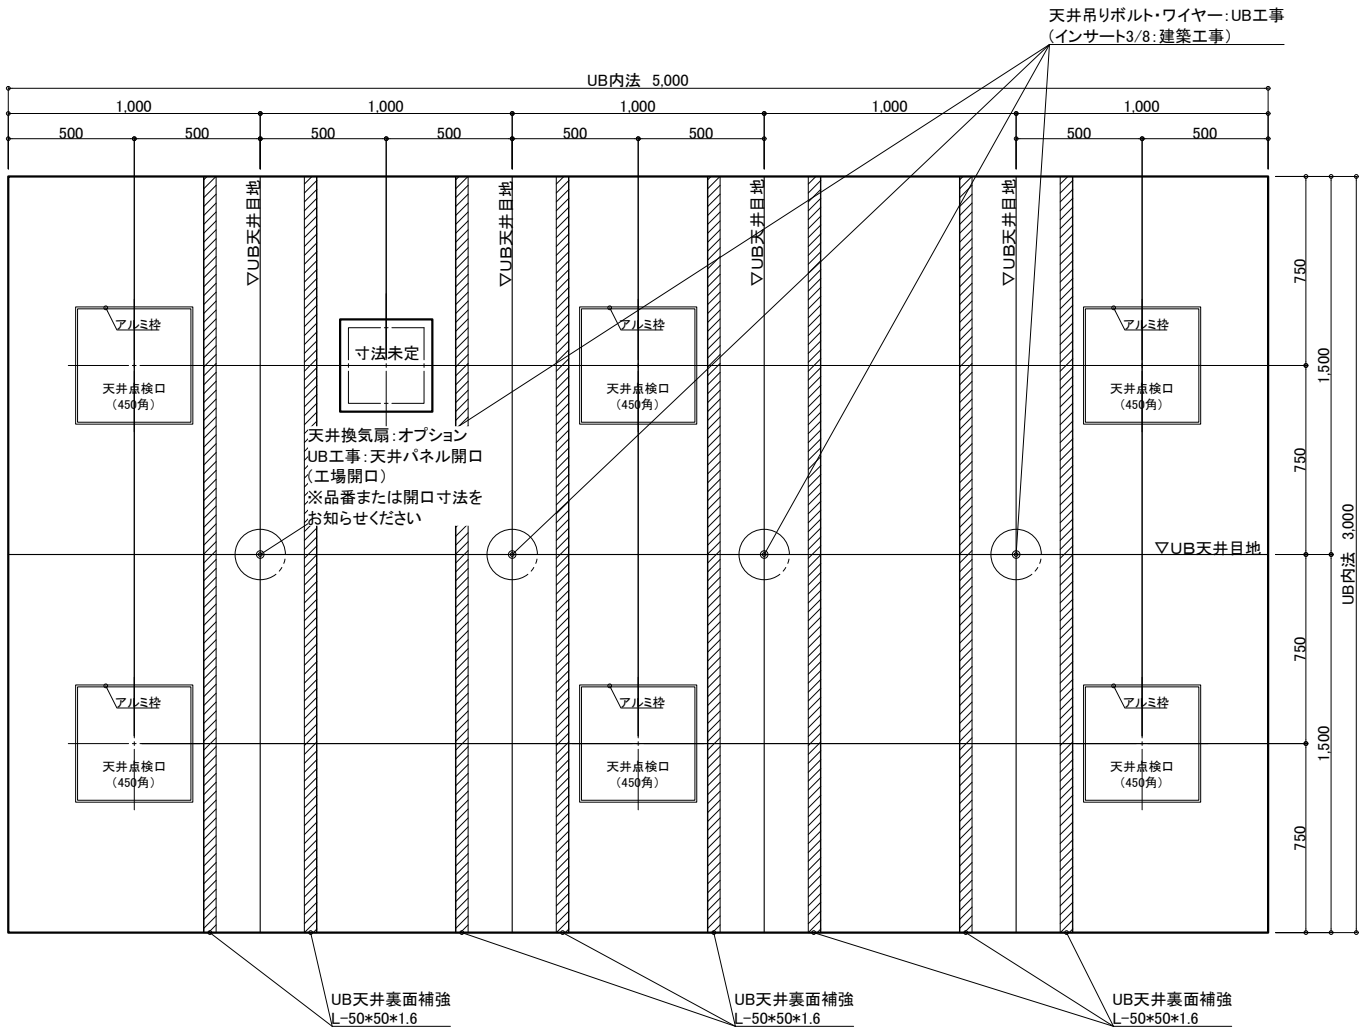 天井吊りボルト・ワイヤー：UB工事
（インサート3/8：建築工事）
UB内法　5,000
1,000
1,000
1,000
1,000
1,000
500
500
500
500
500
500
500
500
▽UB天井目地
▽UB天井目地
▽UB天井目地
▽UB天井目地
アルミ枠
天井点検口
（450角）
寸法未定
アルミ枠
天井点検口
（450角）
アルミ枠
天井点検口
（450角）
天井換気扇：オプション
UB工事：天井パネル開口
（工場開口）
※品番または開口寸法を
お知らせください
▽UB天井目地
750
750
750
750
1,500
1,500
UB内法　3,000
アルミ枠
天井点検口
（450角）
アルミ枠
天井点検口
（450角）
アルミ枠
天井点検口
（450角）
UB天井裏面補強
L-50*50*1.6
UB天井裏面補強
L-50*50*1.6
UB天井裏面補強
L-50*50*1.6